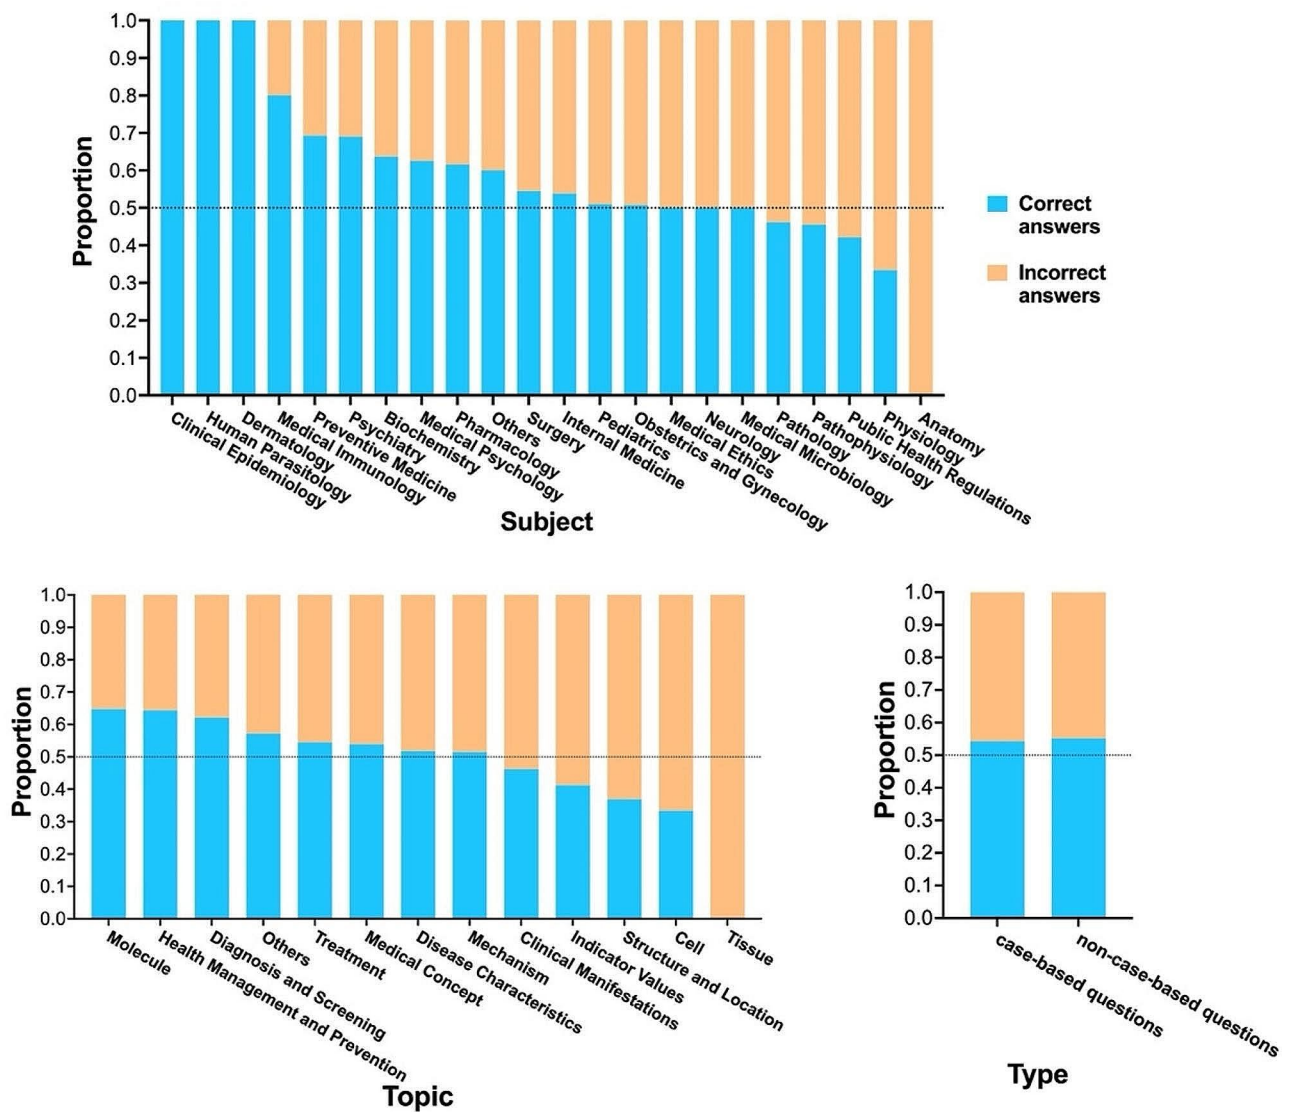 1.0
0.9
0.8
0.7
0.6
0.5
0.4
0.3
0.2
0.1
0.0
Proportion
Clinical Epidemiology
Human Parasitology
Dermatology
Medical Immunology
Preventive Medicine
Psychiatry
Biochemistry
Medical Psychology
Pharmacology
Others
Surgery
Internal Medicine
Pediatrics
Obstetrics and Gynecology
Medical Ethics
Neurology
Medical Microbiology
Pathology
Pathophysiology
Public Health Regulations
Physiology
Anatomy
Subject
Correct
answers
Incorrect
answers
1.0
0.9
0.8
0.7
0.6
0.5
0.4
0.3
0.2
0.1
0.0
Proportion
Molecule
Health Management and Prevention
Diagnosis and Screening
Others
Treatment
Medical Concept
Disease Characteristics
Mechanism
Clinical Manifestations
Indicator Values
Structure and Location
Cell
Tissue
Topic
1.0
0.9
0.8
0.7
0.6
0.5
0.4
0.3
0.2
0.1
0.0
Proportion
case-based questions
non-case-based questions
Type